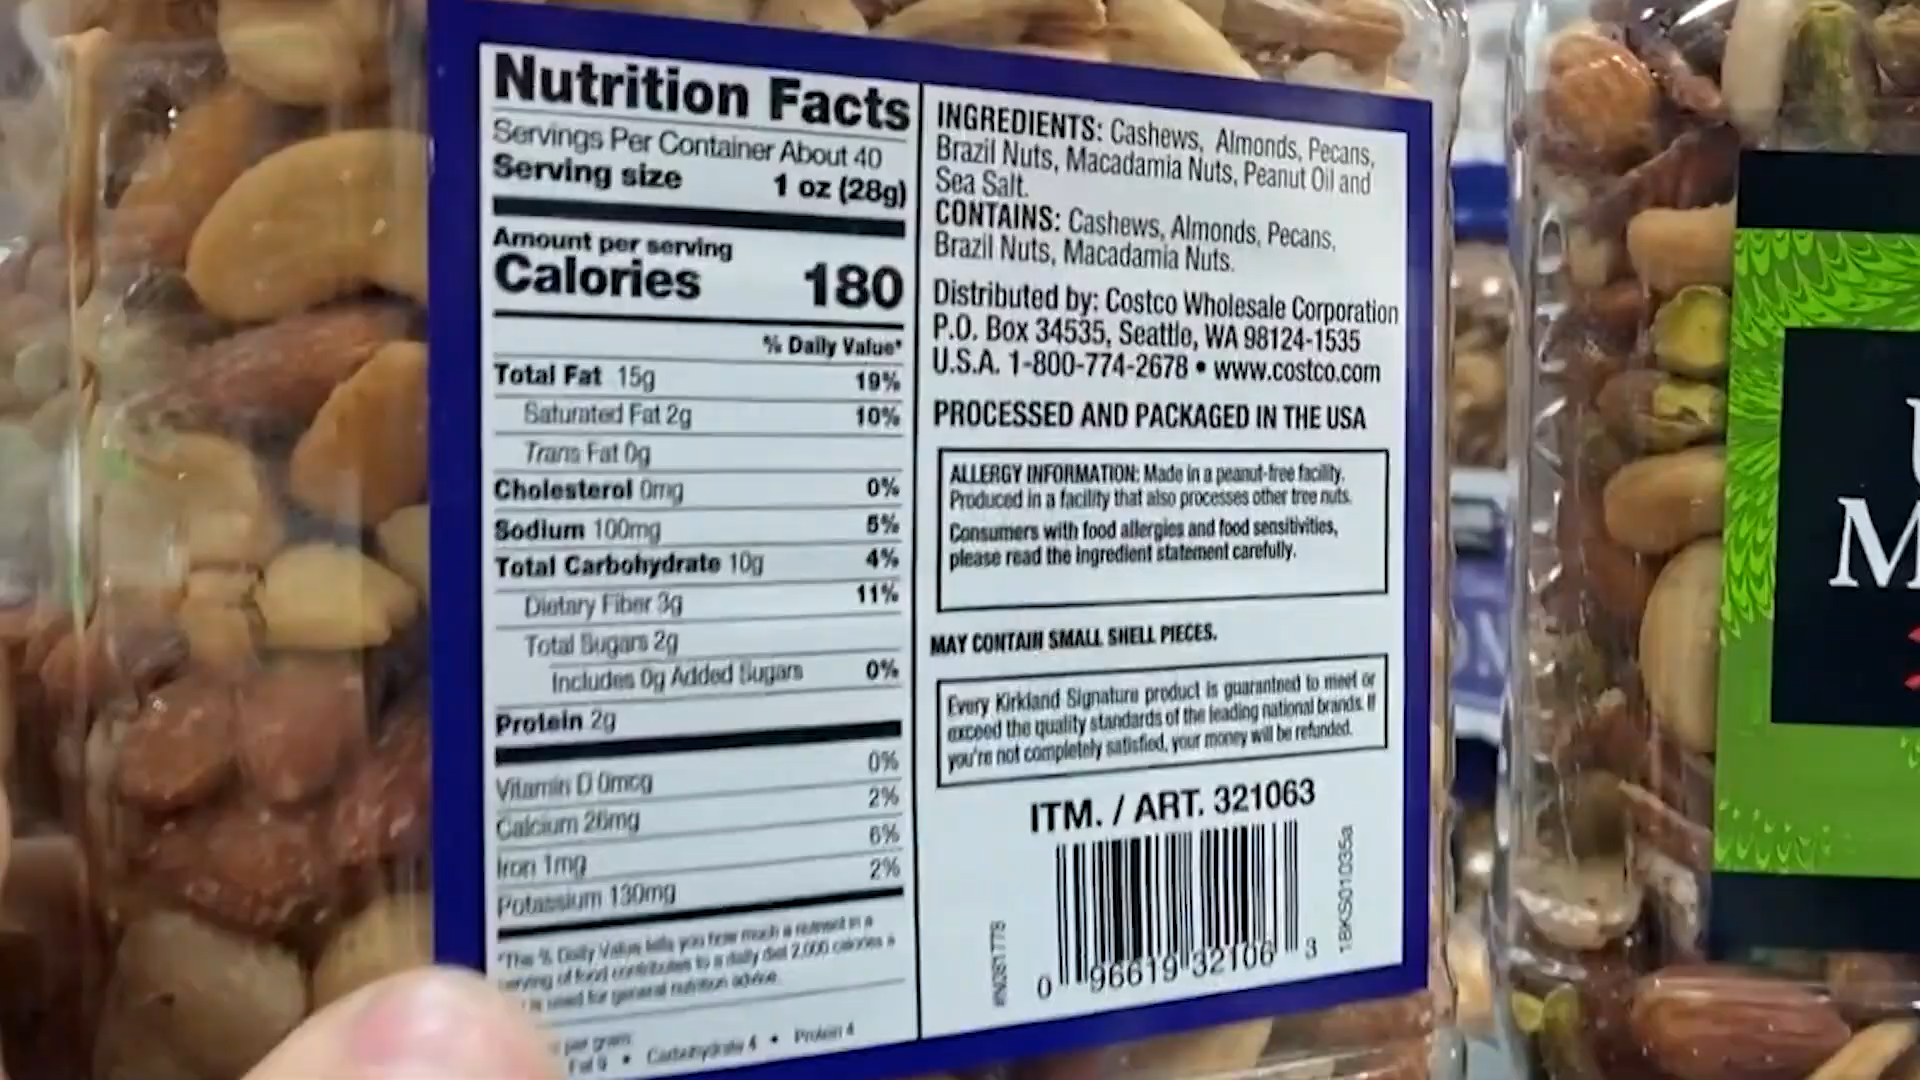 Nutrition Facts
Servings Per Container About 40
Serving size 1 oz (28g)
Amount per serving
Calories 180
% Daily Value*
Total Fat 15g 19%
Saturated Fat 2g 10%
Trans Fat 0g
Cholesterol 0mg 0%
Sodium 100mg 5%
Total Carbohydrate 10g 4%
Dietary Fiber 3g 11%
Total Sugars 2g
Includes 0g Added Sugars 0%
Protein 2g
Vitamin D 0mcg 0%
Calcium 26mg 2%
Iron 1mg 6%
Potassium 130mg 2%
*The % Daily Value tells you how much a nutrient in a
serving of food contributes to a daily diet 2,000 calories a
is used for general nutrition advice.
per gram:
Fat 9 • Carbohydrate 4 • Protein 4
INGREDIENTS: Cashews, Almonds, Pecans,
Brazil Nuts, Macadamia Nuts, Peanut Oil and
Sea Salt.
CONTAINS: Cashews, Almonds, Pecans,
Brazil Nuts, Macadamia Nuts.
Distributed by: Costco Wholesale Corporation
P.O. Box 34535, Seattle, WA 98124-1535
U.S.A. 1-800-774-2678 • www.costco.com
PROCESSED AND PACKAGED IN THE USA
ALLERGY INFORMATION: Made in a peanut-free facility.
Produced in a facility that also processes other tree nuts.
Consumers with food allergies and food sensitivities,
please read the ingredient statement carefully.
MAY CONTAIN SMALL SHELL PIECES.
Every Kirkland Signature product is guaranteed to meet or
exceed the quality standards of the leading national brands. If
you're not completely satisfied, your money will be refunded.
ITM. / ART. 321063
0 96619 32106 3
1BKS01035a
M